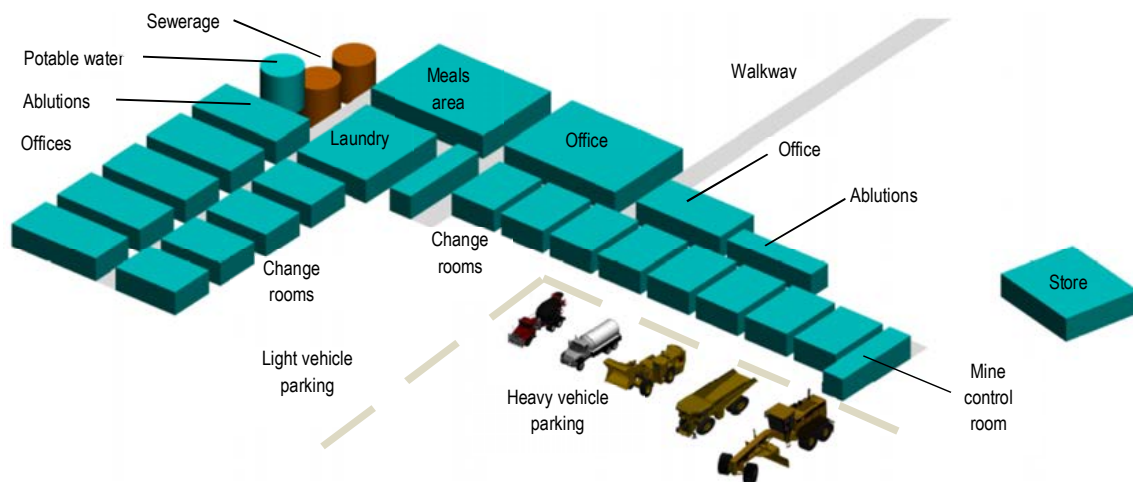 Sewerage
Potable water
Ablutions
Offices
Meals
area
Laundry
Office
Walkway
Office
Ablutions
Change
rooms
Change
rooms
Store
Light vehicle
parking
Heavy vehicle
parking
Mine
control
room